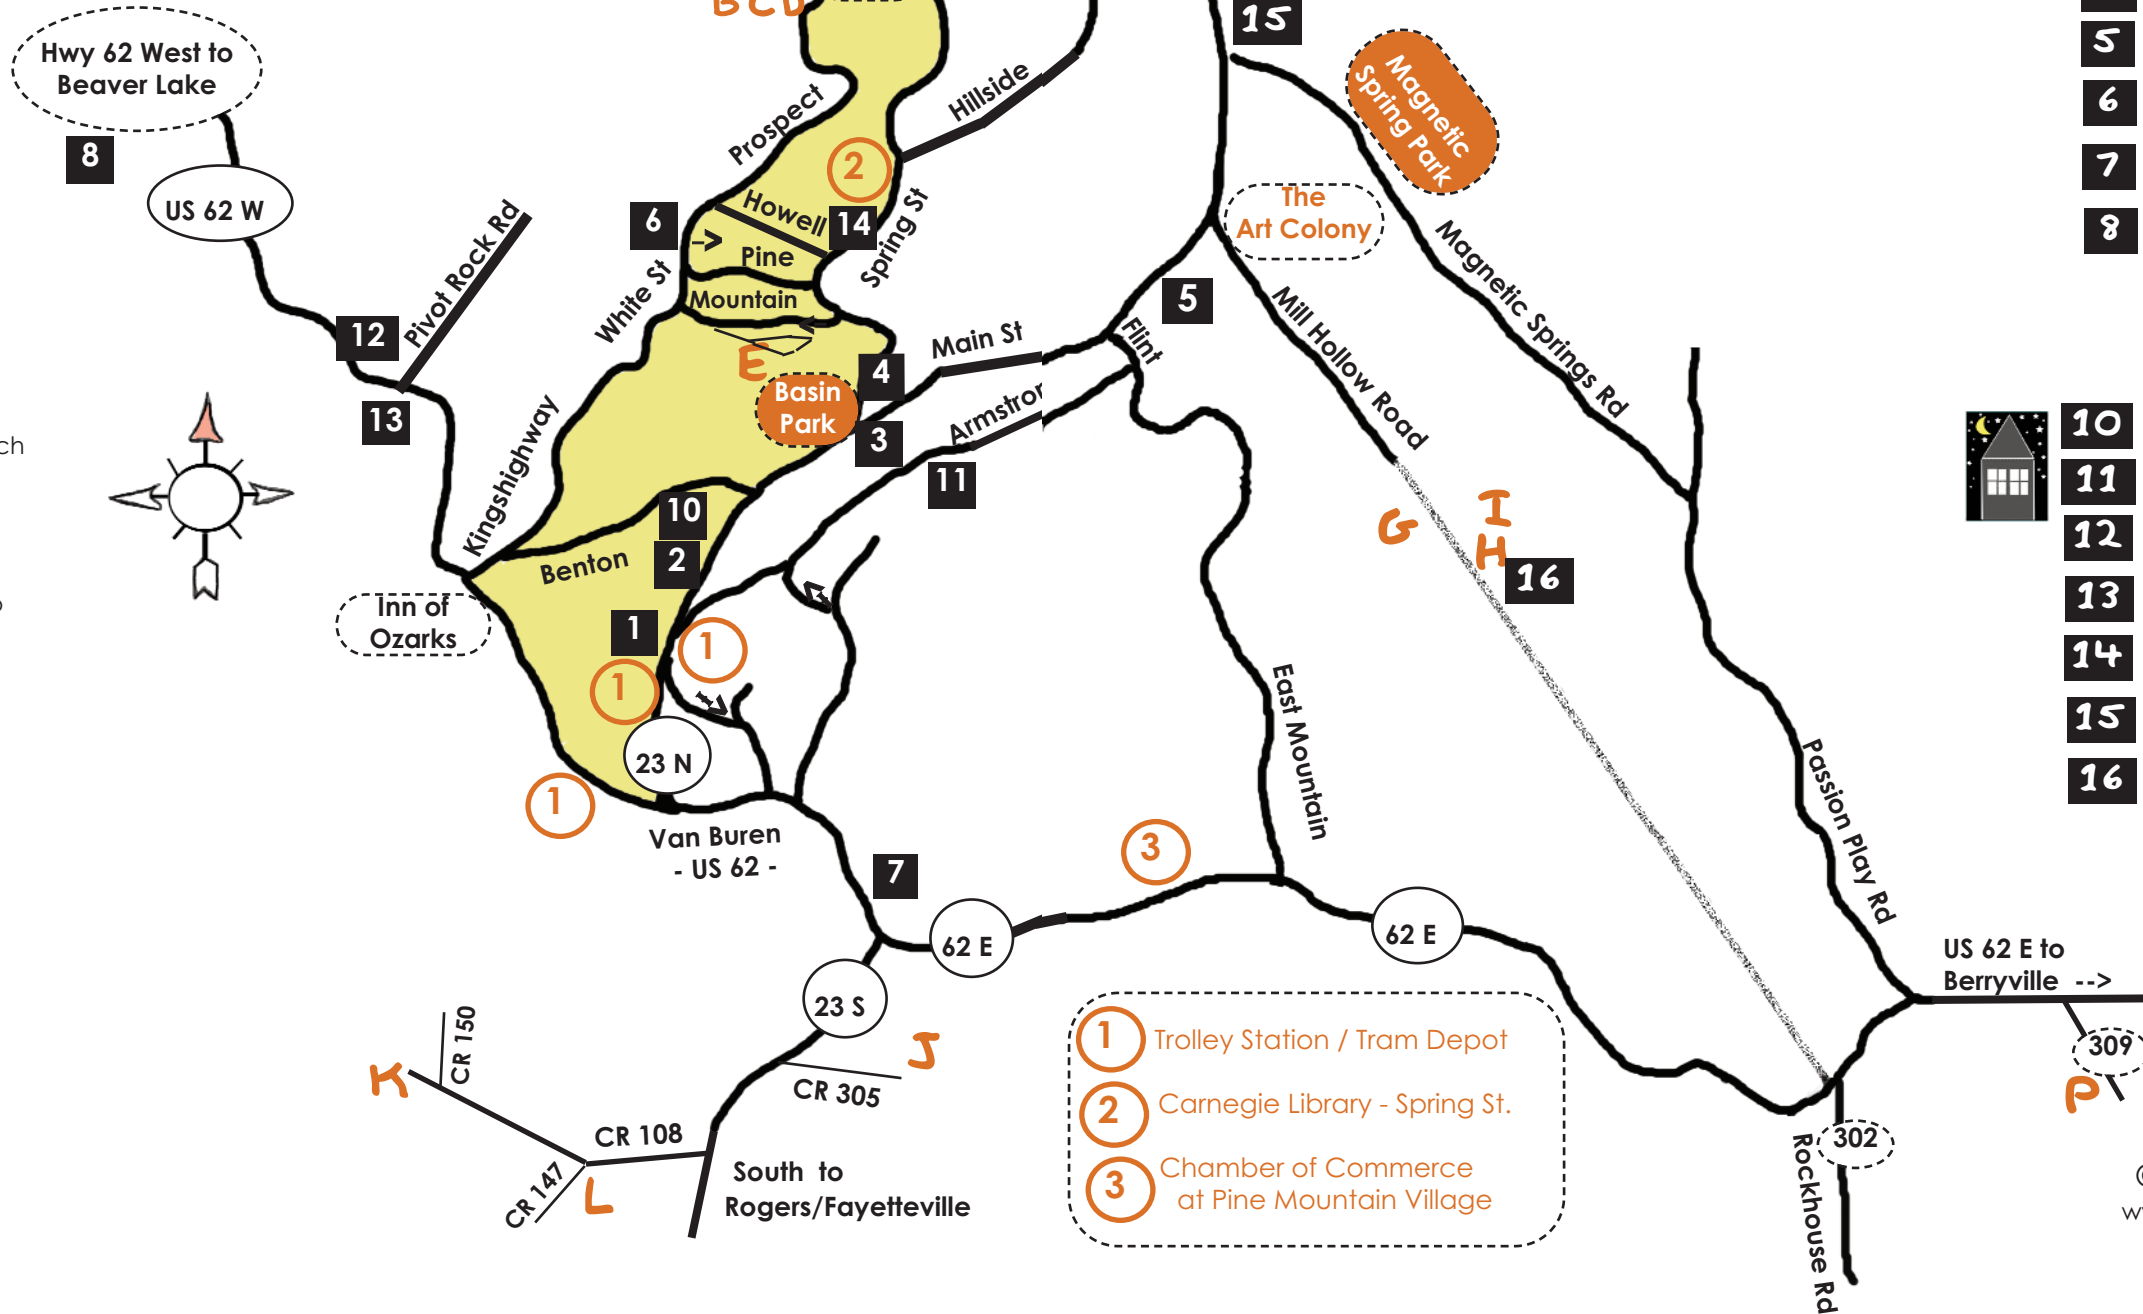 BCD
15
5
Hwy 62 West to
Beaver Lake
8
US 62 W
Prospect
Hillside
Magnetic
Spring Park
6
7
8
2
Howell
14
Spring St
6
->
Pine
Mountain
White St
Pivot Rock Rd
The
Art Colony
12
13
E
Basin
Park
4
3
Main St
Armstror
11
Flint
5
Mill Hollow Road
Magnetic Springs Rd
10
11
12
13
14
15
16
ch
Kingshighway
10
2
Benton
Inn of
Ozarks
1
1
1
1
23 N
Van Buren
- US 62 -
7
G
I
H
16
East Mountain
Passion Play Rd
3
62 E
62 E
23 S
US 62 E to
Berryville -->
309
P
J
CR 305
CR 150
K
CR 108
CR 147
L
South to
Rogers/Fayetteville
1 Trolley Station / Tram Depot
2 Carnegie Library - Spring St.
3 Chamber of Commerce
at Pine Mountain Village
302
Rockhouse Rd